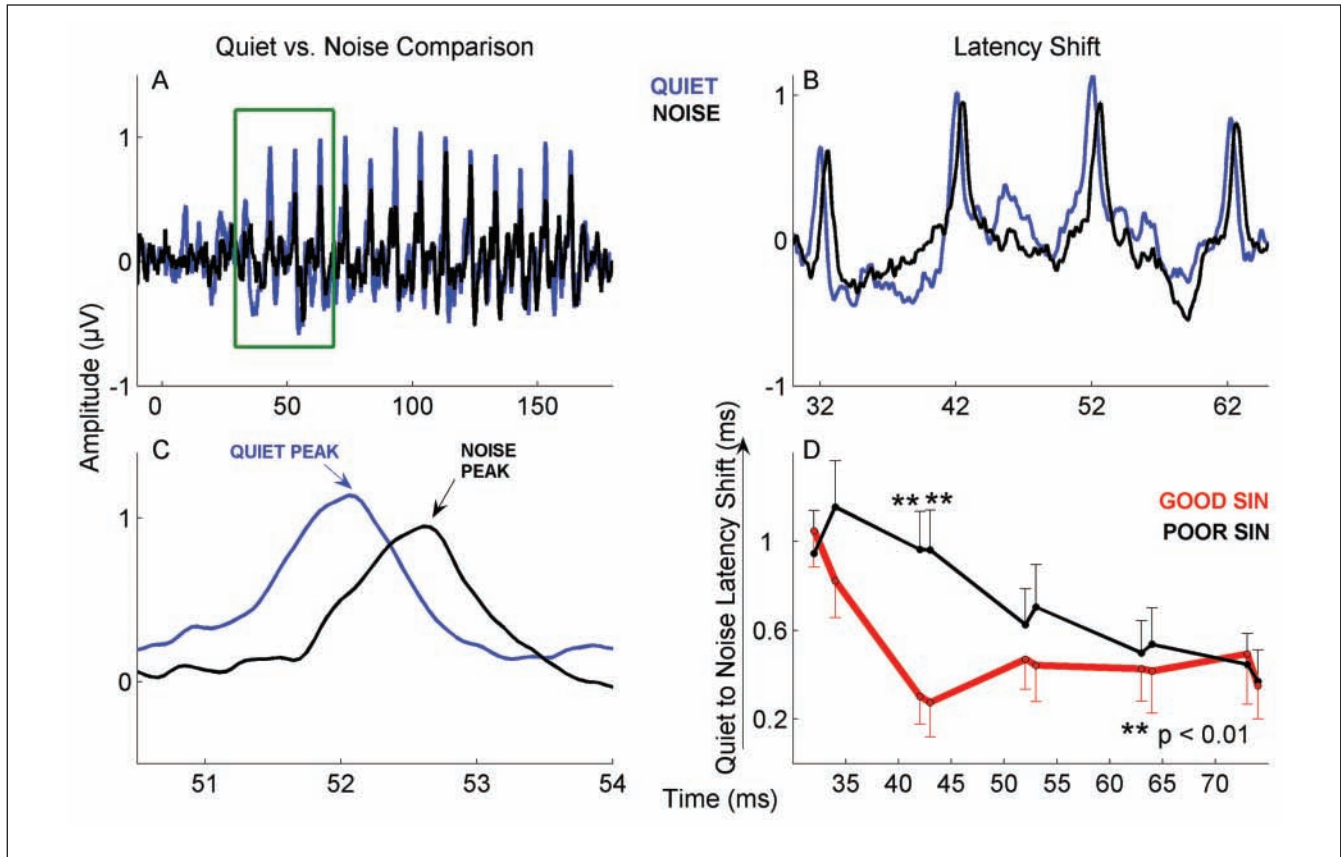 Quiet vs. Noise Comparison
Latency Shift
A
QUIET
NOISE
B
1
0
-1
0
50
100
150
1
0
-1
32
42
52
62
Amplitude (µV)
C
QUIET PEAK
NOISE
PEAK
1
0
51
52
53
54
Time (ms)
Quiet to Noise Latency Shift (ms)
D
** **
GOOD SIN
POOR SIN
1
0.6
0.2
** p < 0.01
35
40
45
50
55
60
65
70